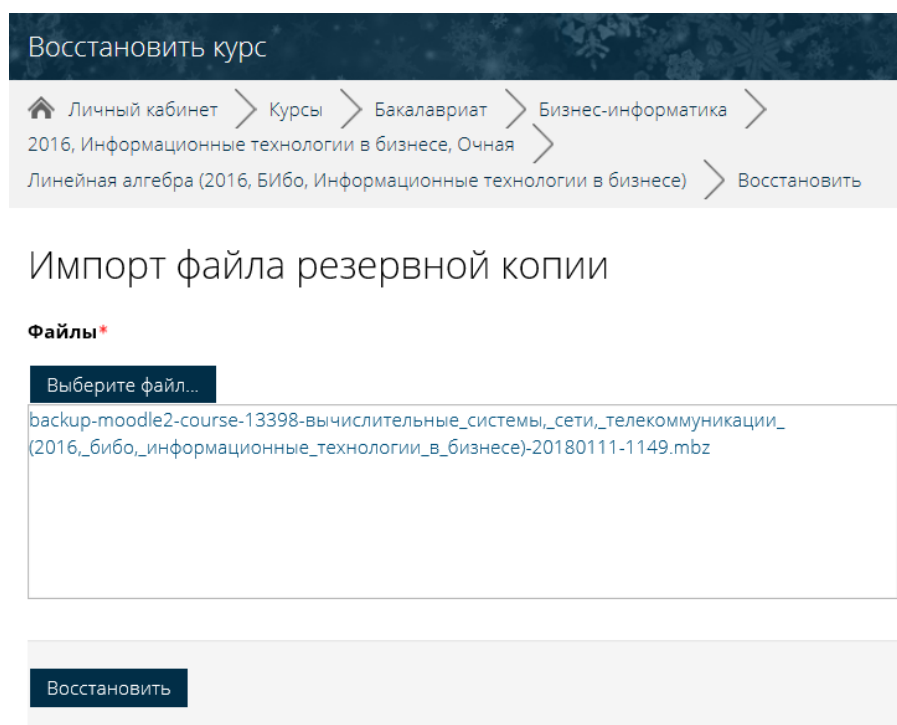 Восстановить курс
Личный кабинет Курсы Бакалавриат Бизнес-информатика
2016, Информационные технологии в бизнесе, Очная
Линейная алгебра (2016, БИбо, Информационные технологии в бизнесе) Восстановить
Импорт файла резервной копии
Файлы*
Выберите файл...
backup-moodle2-course-13398-вычислительные_системы,_сети,_телекоммуникации_
(2016,_бибо,_информационные_технологии_в_бизнесе)-20180111-1149.mbz
Восстановить